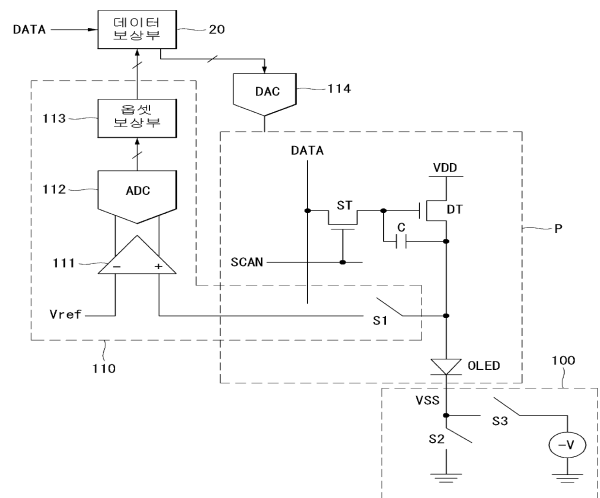 DATA
데이터
보상부
20
DAC
114
113
옵셋
보상부
DATA
VDD
112
ADC
ST
DT
C
P
111
SCAN
Vref
S1
110
OLED
100
VSS
S3
S2
-V